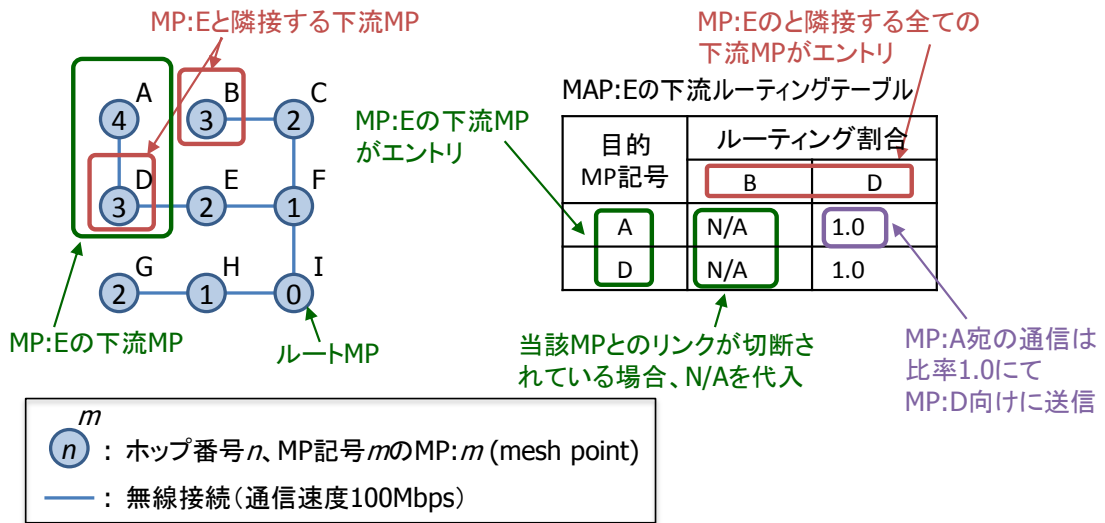 MP:Eと隣接する下流MP
MP:Eのと隣接する全ての
下流MPがエントリ
A
B
C
4
3
2
D
E
F
3
2
1
G
H
I
2
1
0
MP:Eの下流MP
ルートMP
MAP:Eの下流ルーティングテーブル
MP:Eの下流MP
がエントリ
目的
MP記号
ルーティング割合
B
D
A
N/A
1.0
D
N/A
1.0
当該MPとのリンクが切断さ
れている場合、N/Aを代入
MP:A宛の通信は
比率1.0にて
MP:D向けに送信
m
n : ホップ番号n、MP記号mのMP:m (mesh point)
: 無線接続(通信速度100Mbps)